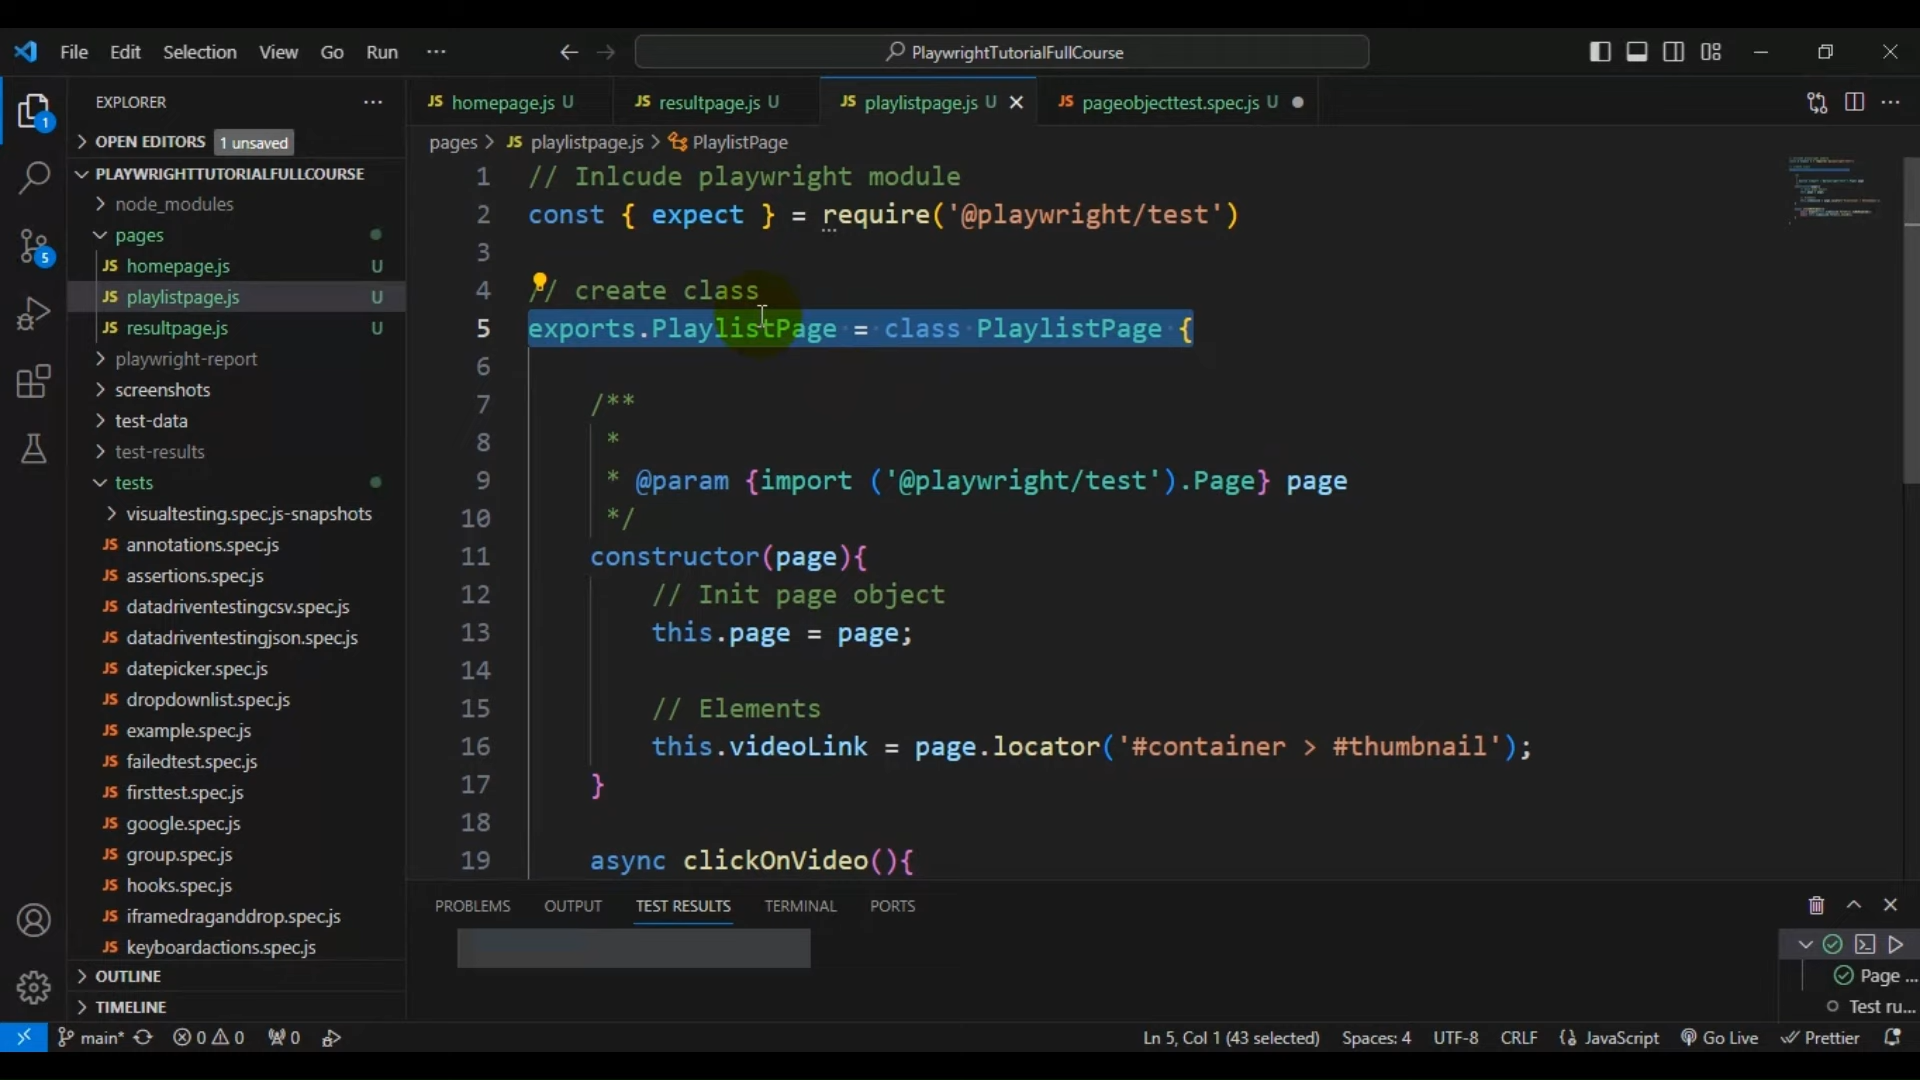 File Edit Selection View Go Run ··· PlaywrightTutorialFullCourse
EXPLORER ···
JS homepage.js U JS resultpage.js U JS playlistpage.js U JS pageobjecttest.spec.js U ···
OPEN EDITORS 1 unsaved
pages > JS playlistpage.js > PlaylistPage
PLAYWRIGHTTUTORIALFULLCOURSE
node_modules
pages
JS homepage.js U
JS playlistpage.js U
JS resultpage.js U
playwright-report
screenshots
test-data
test-results
tests
visualtesting.spec.js-snapshots
JS annotations.spec.js
JS assertions.spec.js
JS datadriventestingcsv.spec.js
JS datadriventestingjson.spec.js
JS datepicker.spec.js
JS dropdownlist.spec.js
JS example.spec.js
JS failedtest.spec.js
JS firsttest.spec.js
JS google.spec.js
JS group.spec.js
JS hooks.spec.js
JS iframedraganddrop.spec.js
JS keyboardactions.spec.js
OUTLINE
TIMELINE
1
5
1 // Inlcude playwright module
2 const { expect } = require('@playwright/test')
3
4 // create class
5 exports.PlaylistPage = class PlaylistPage {
6
7 /**
8 *
9 * @param {import ('@playwright/test').Page} page
10 */
11 constructor(page){
12 // Init page object
13 this.page = page;
14
15 // Elements
16 this.videoLink = page.locator('#container > #thumbnail');
17 }
18
19 async clickOnVideo(){
PROBLEMS OUTPUT TEST RESULTS TERMINAL PORTS
Page ...
Test ru...
main* 0 0 0 Ln 5, Col 1 (43 selected) Spaces: 4 UTF-8 CRLF {} JavaScript Go Live Prettier